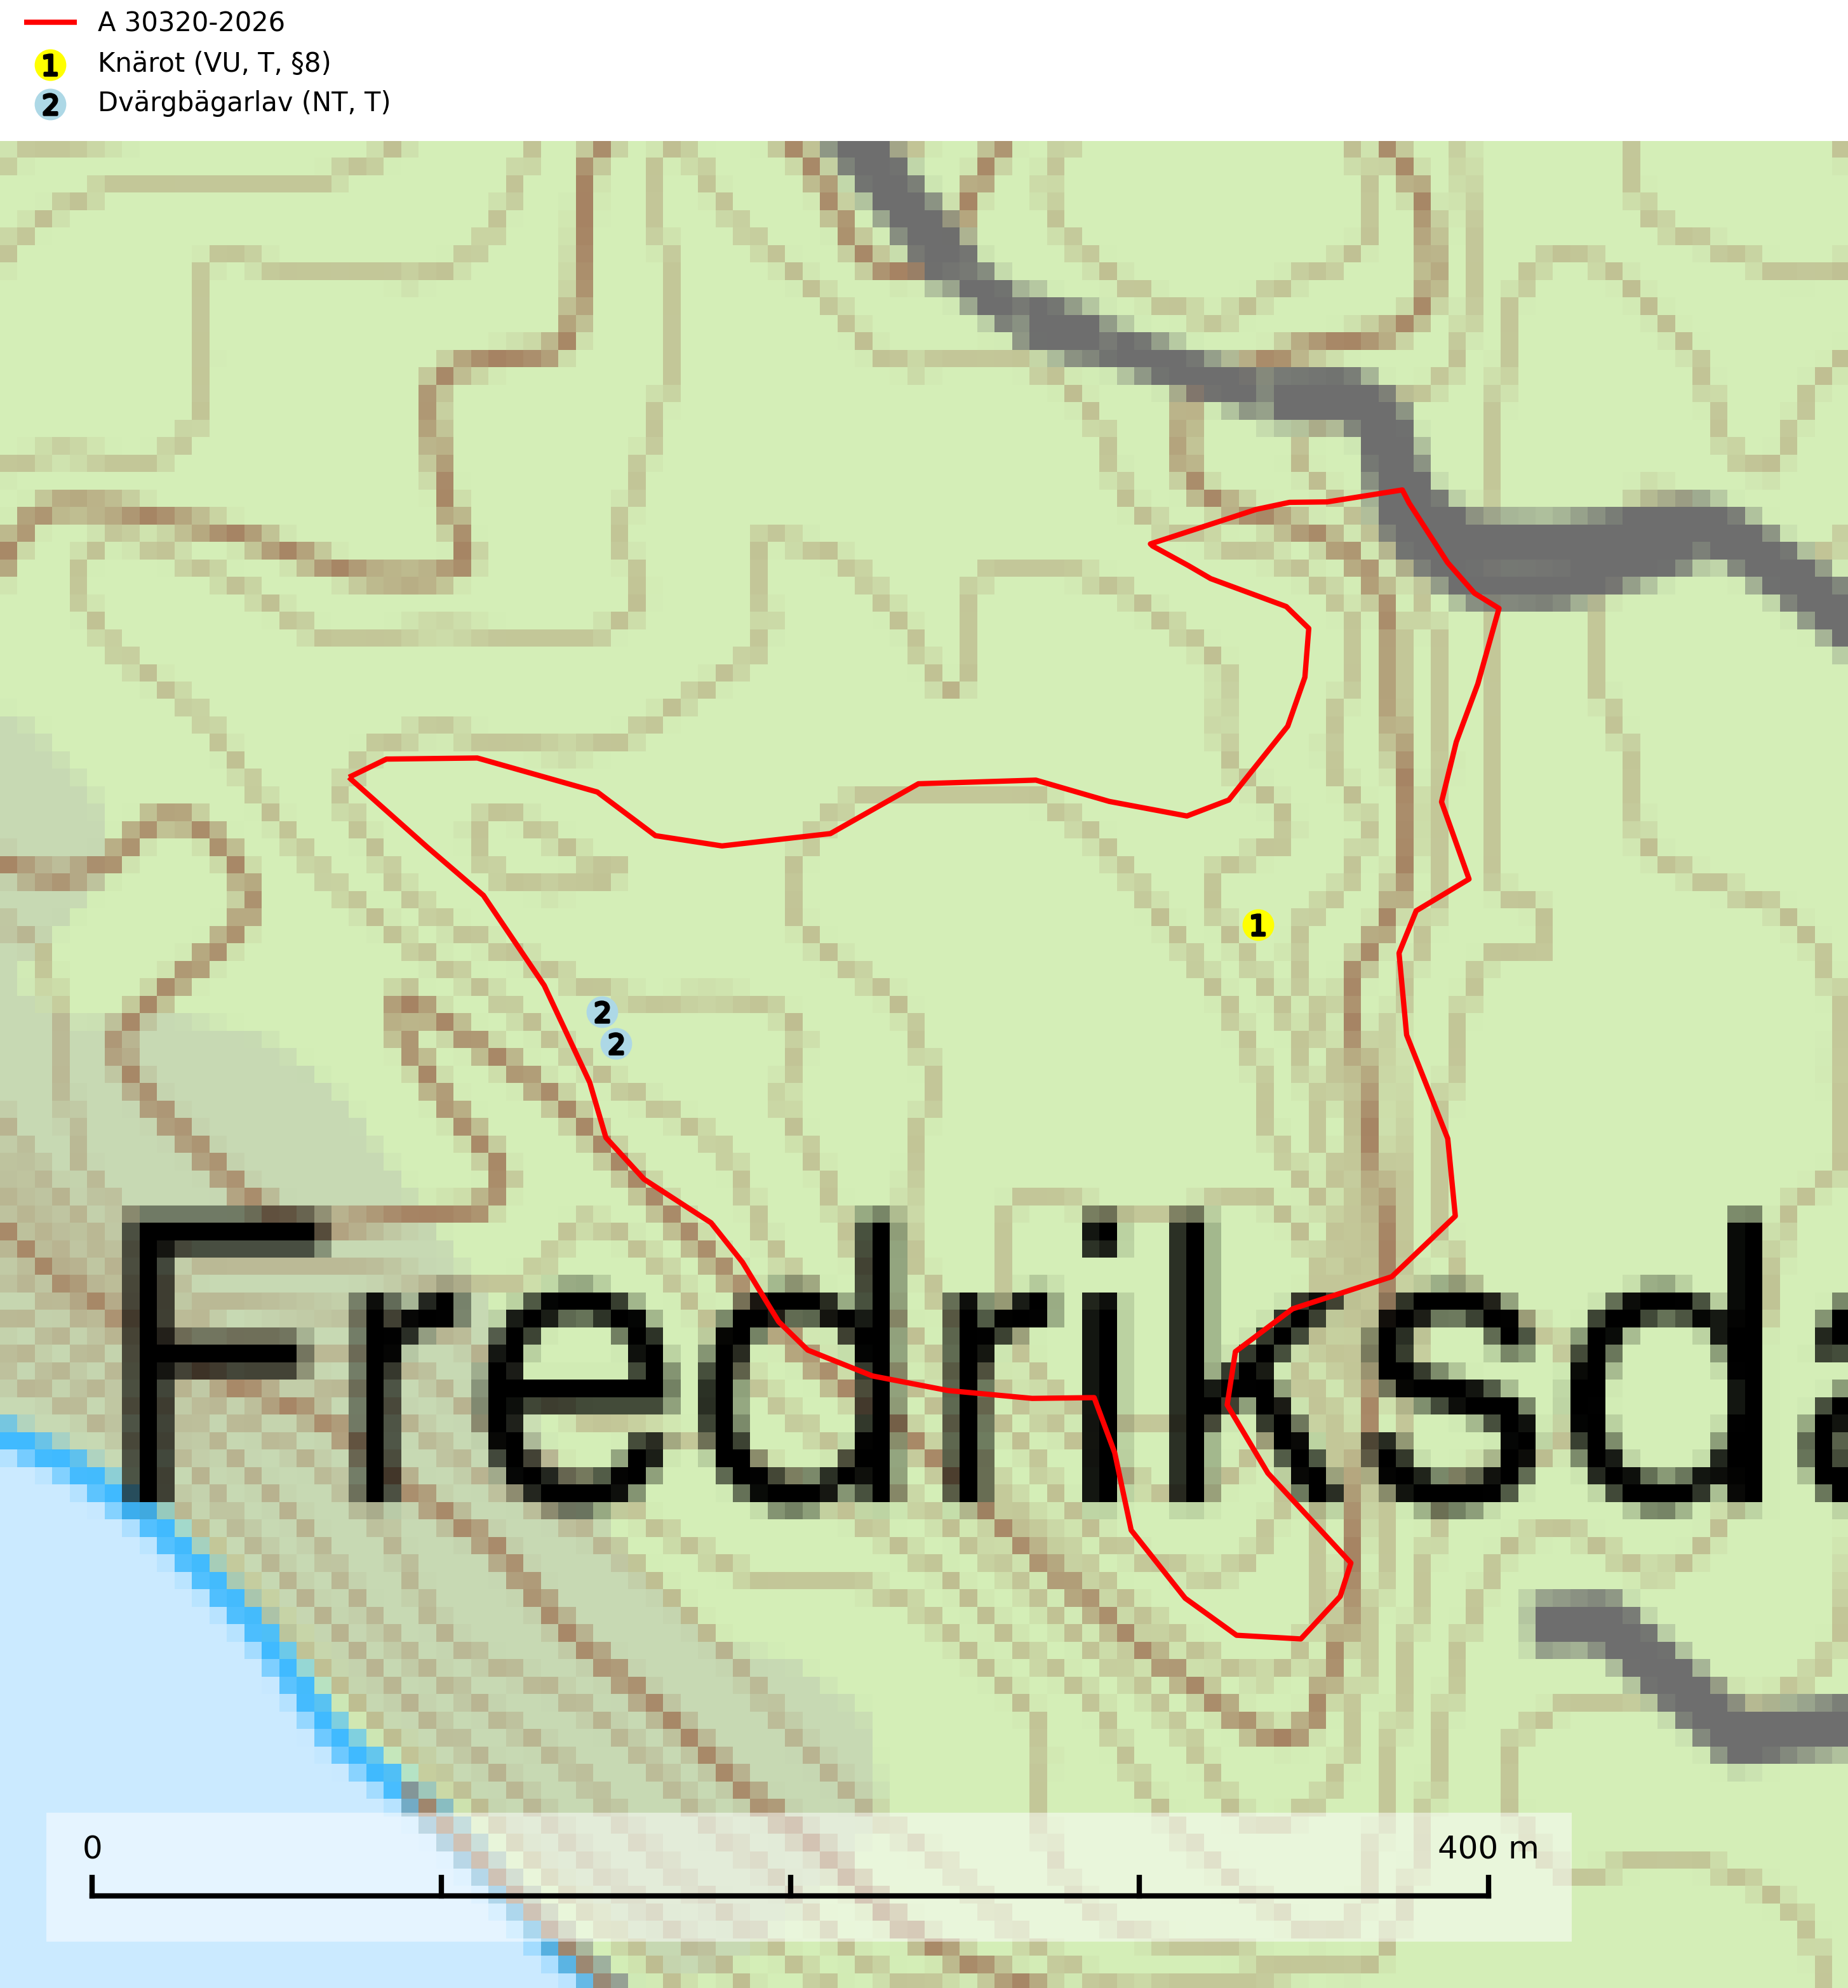 A 30320-2026
1 Knärot (VU, T, §8)
2 Dvärgbägarlav (NT, T)
1
2
2
Fredriksda
0 400 m